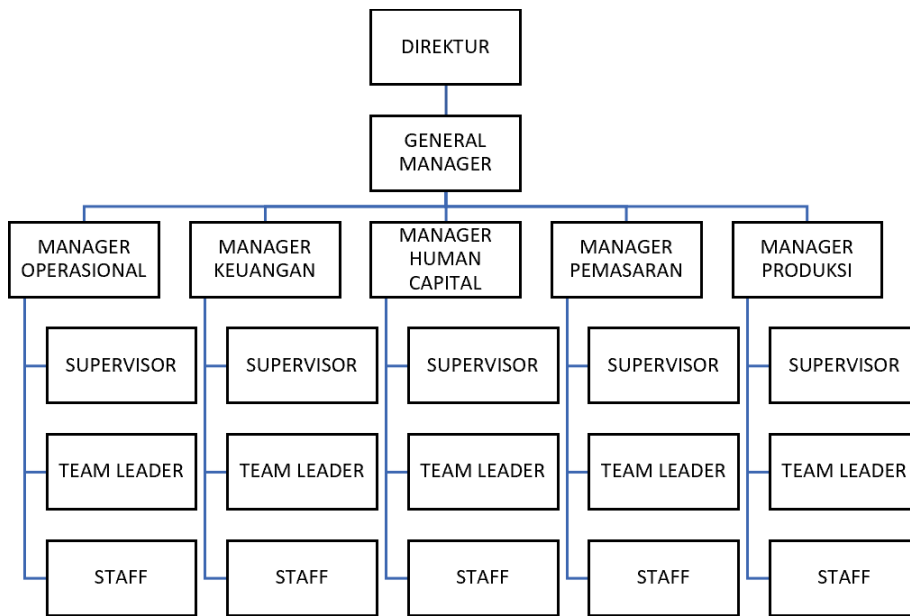 DIREKTUR
GENERAL
MANAGER
MANAGER
OPERASIONAL
MANAGER
KEUANGAN
MANAGER
HUMAN
CAPITAL
MANAGER
PEMASARAN
MANAGER
PRODUKSI
SUPERVISOR
SUPERVISOR
SUPERVISOR
SUPERVISOR
SUPERVISOR
TEAM LEADER
TEAM LEADER
TEAM LEADER
TEAM LEADER
TEAM LEADER
STAFF
STAFF
STAFF
STAFF
STAFF